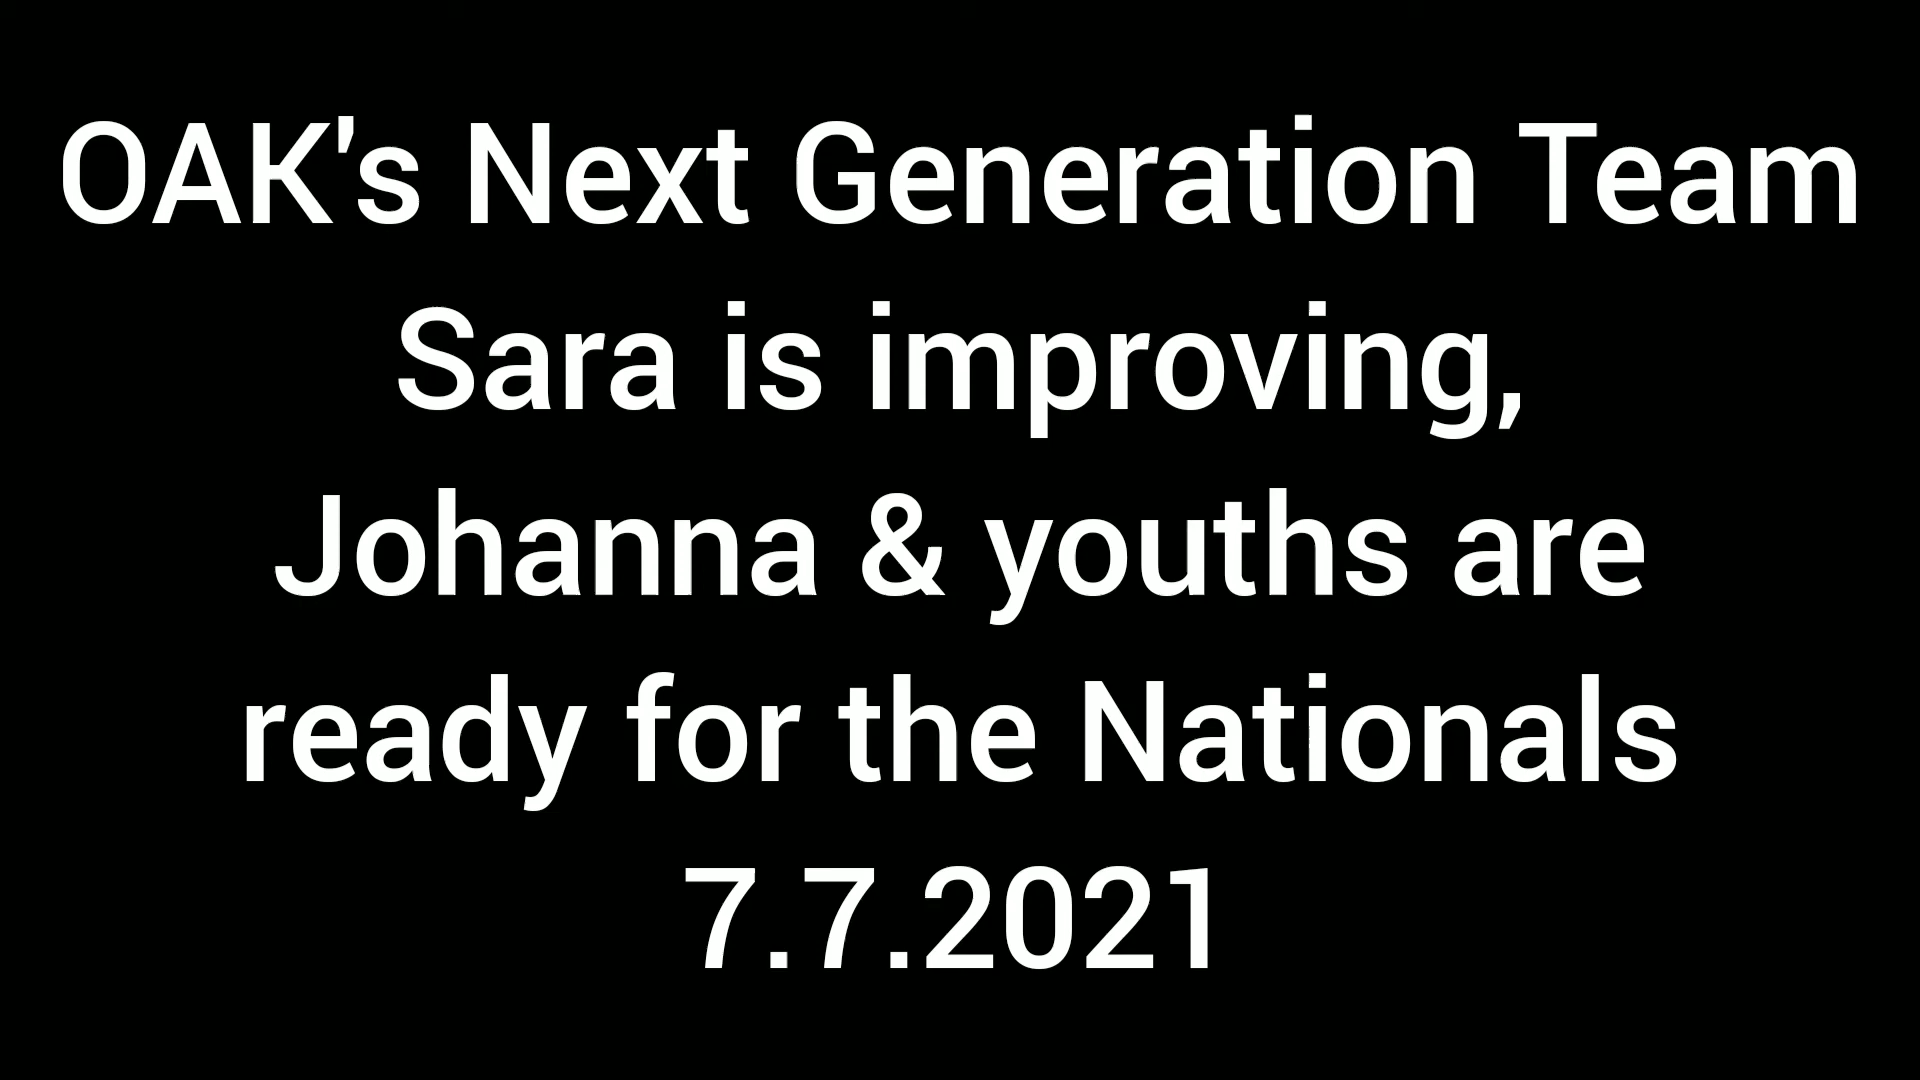 OAK's Next Generation Team
Sara is improving,
Johanna & youths are
ready for the Nationals
7.7.2021